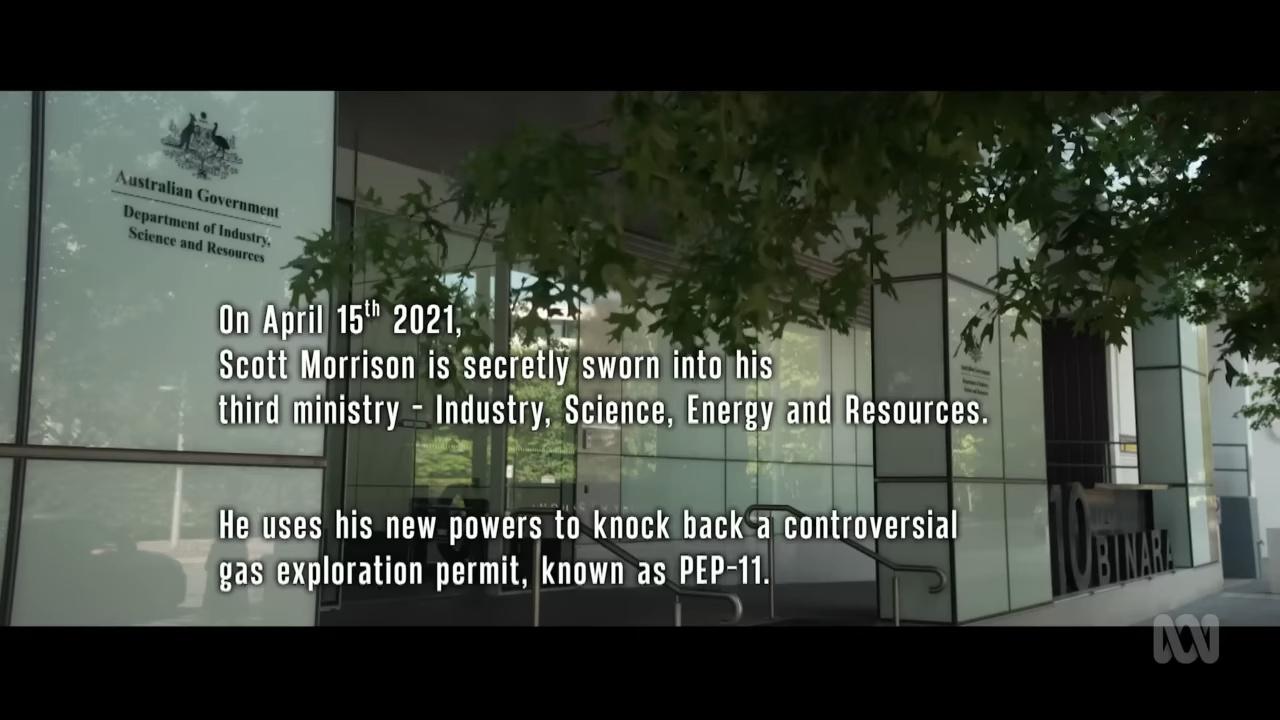 Australian Government
Department of Industry,
Science and Resources
On April 15th 2021,
Scott Morrison is secretly sworn into his
third ministry - Industry, Science, Energy and Resources.
He uses his new powers to knock back a controversial
gas exploration permit, known as PEP-11.
10
BINARA